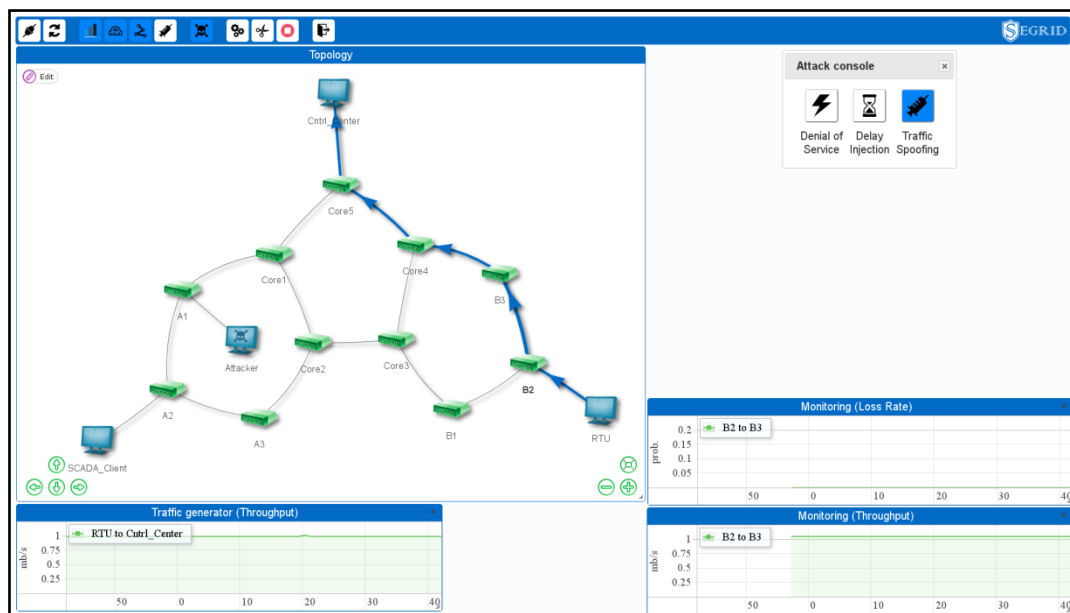 SEGRID
Topology
Edit
Cntrl_Center
Core5
Core4
Core1
B3
A1
Attacker
Core2
Core3
B2
A2
A3
B1
RTU
SCADA_Client
Attack console
Denial of Service
Delay Injection
Traffic Spoofing
Monitoring (Loss Rate)
B2 to B3
prob.
0.2
0.15
0.1
0.05
50 0 10 20 30 40
Traffic generator (Throughput)
RTU to Cntrl_Center
mb/s
1
0.75
0.5
0.25
50 0 10 20 30 40
Monitoring (Throughput)
B2 to B3
mb/s
1
0.75
0.5
0.25
50 0 10 20 30 40